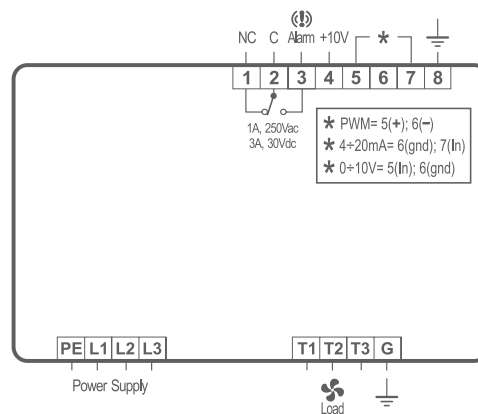 NC C Alarm +10V *
1 2 3 4 5 6 7 8
1A, 250Vac
3A, 30Vdc
* PWM= 5(+); 6(−)
* 4÷20mA= 6(gnd); 7(In)
* 0÷10V= 5(In); 6(gnd)
PE L1 L2 L3 T1 T2 T3 G
Power Supply
Load